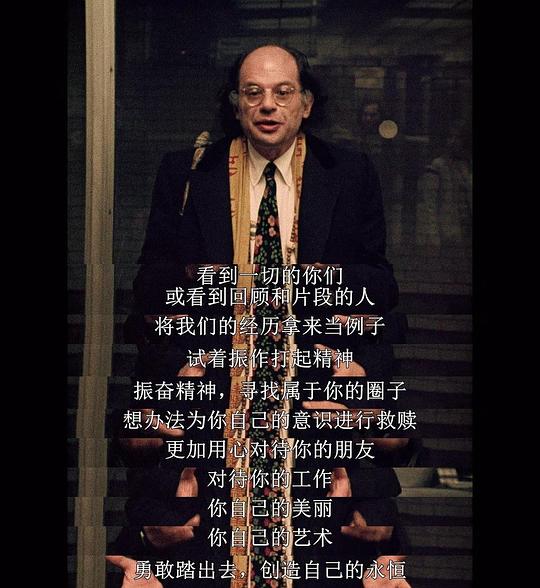 看到一切的你们
或看到回顾和片段的人
将我们的经历拿来当例子
试着振作打起精神
振奋精神，寻找属于你的圈子
想办法为你自己的意识进行救赎
更加用心对待你的朋友
对待你的工作
你自己的美丽
你自己的艺术
勇敢踏出去，创造自己的永恒